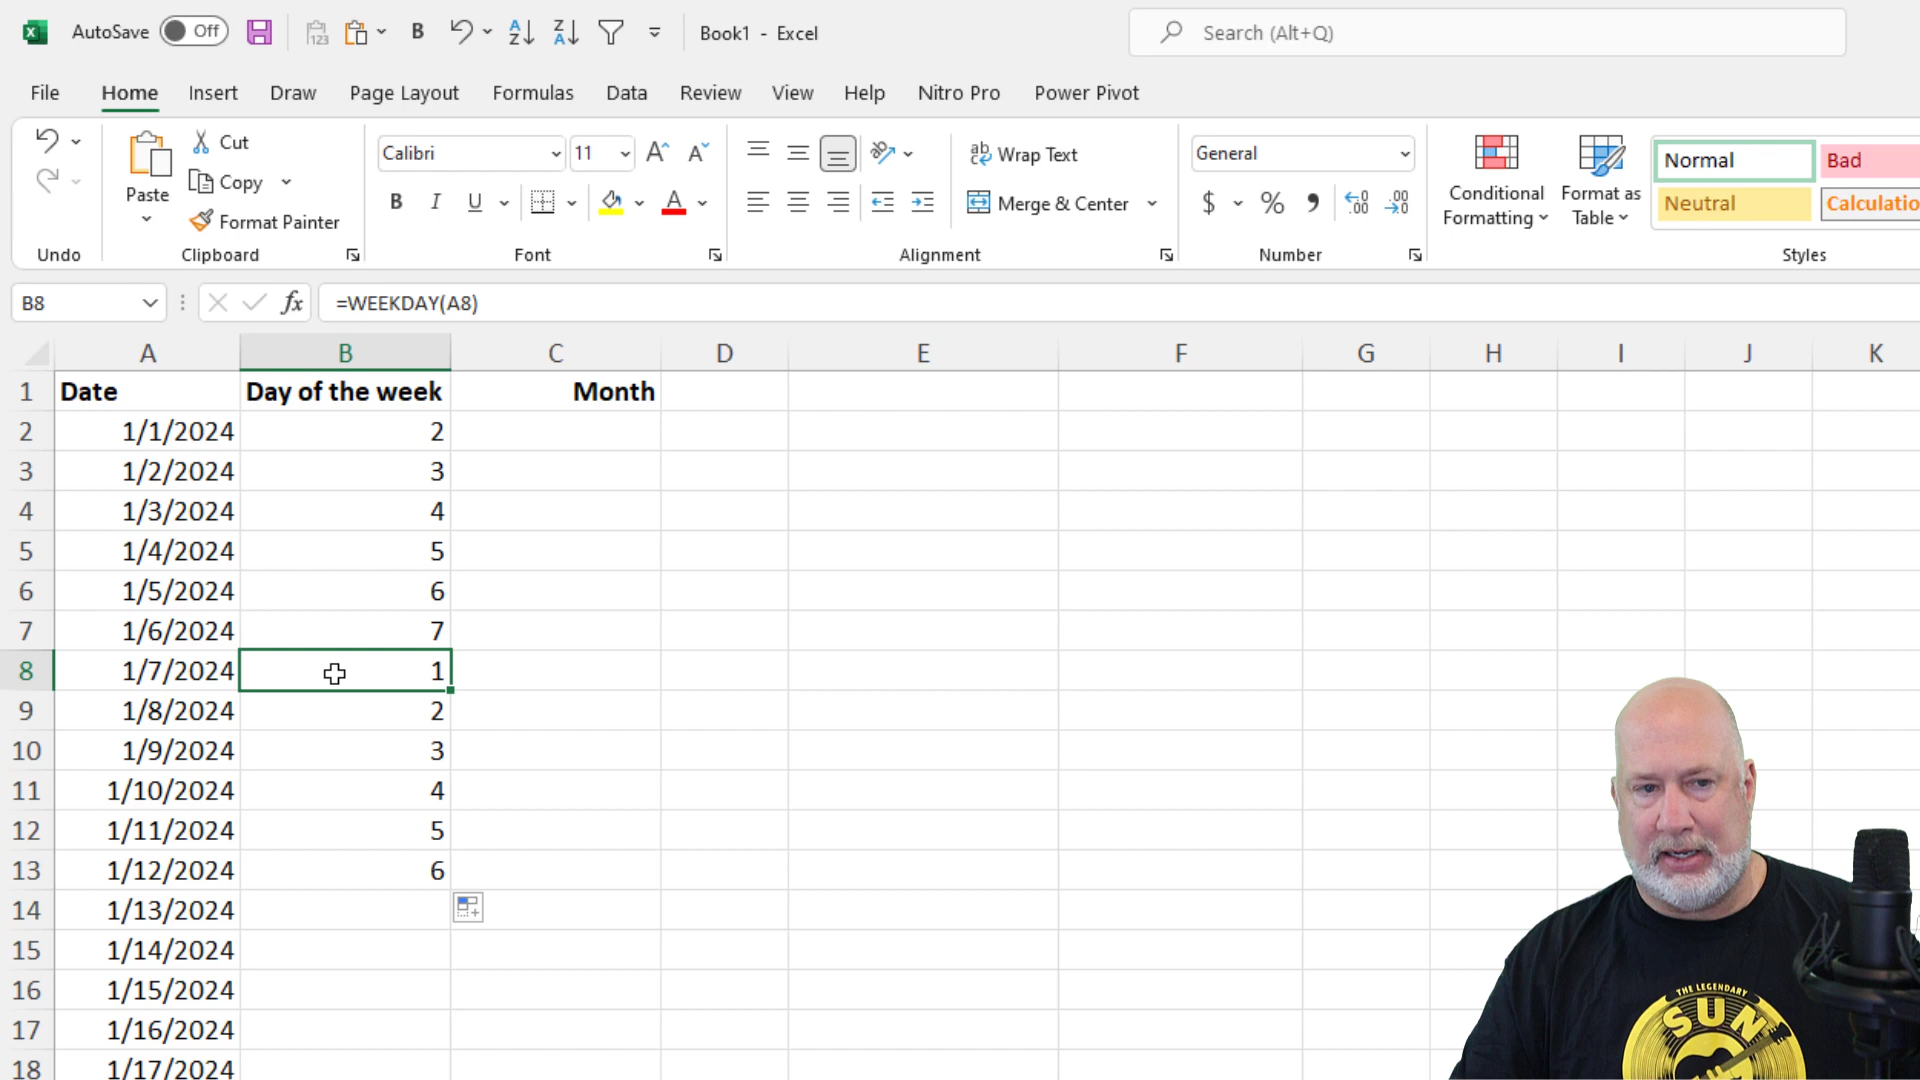 AutoSave Off Book1 - Excel Search (Alt+Q)
File Home Insert Draw Page Layout Formulas Data Review View Help Nitro Pro Power Pivot
Paste
Cut
Copy
Format Painter
Undo
Clipboard
Calibri 11
B I U
Font
Wrap Text
Merge & Center
Alignment
General
$ % ,
Number
Conditional Formatting
Format as Table
Normal Bad
Neutral Calculatio
Styles
B8 fx =WEEKDAY(A8)
A B C D E F G H I J K
1 Date Day of the week Month
2 1/1/2024 2
3 1/2/2024 3
4 1/3/2024 4
5 1/4/2024 5
6 1/5/2024 6
7 1/6/2024 7
8 1/7/2024 1
9 1/8/2024 2
10 1/9/2024 3
11 1/10/2024 4
12 1/11/2024 5
13 1/12/2024 6
14 1/13/2024
15 1/14/2024
16 1/15/2024
17 1/16/2024
18 1/17/2024
THE LEGENDARY
SUN